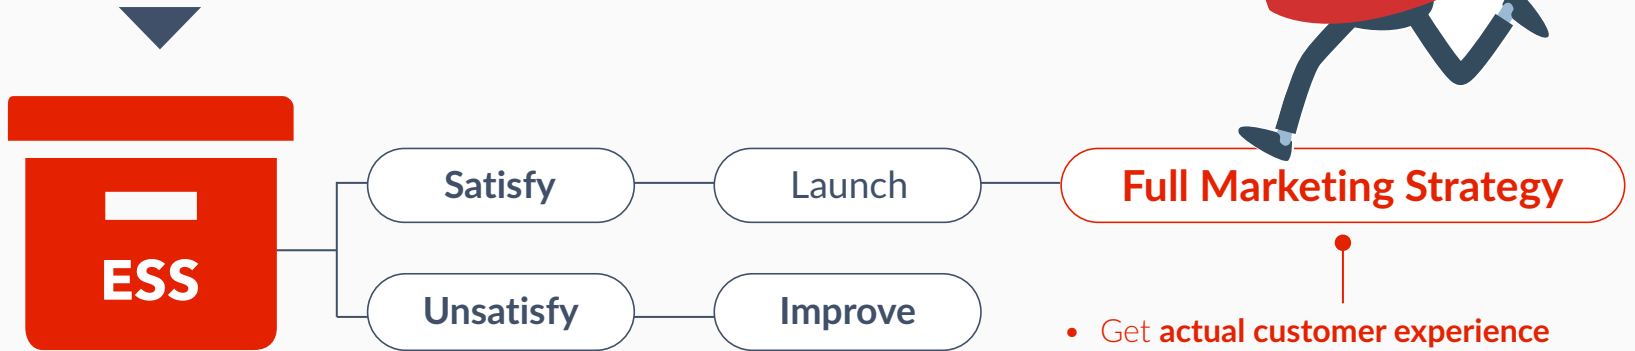 ESS
Satisfy
Launch
Full Marketing Strategy
Unsatisfy
Improve
• Get actual customer experience